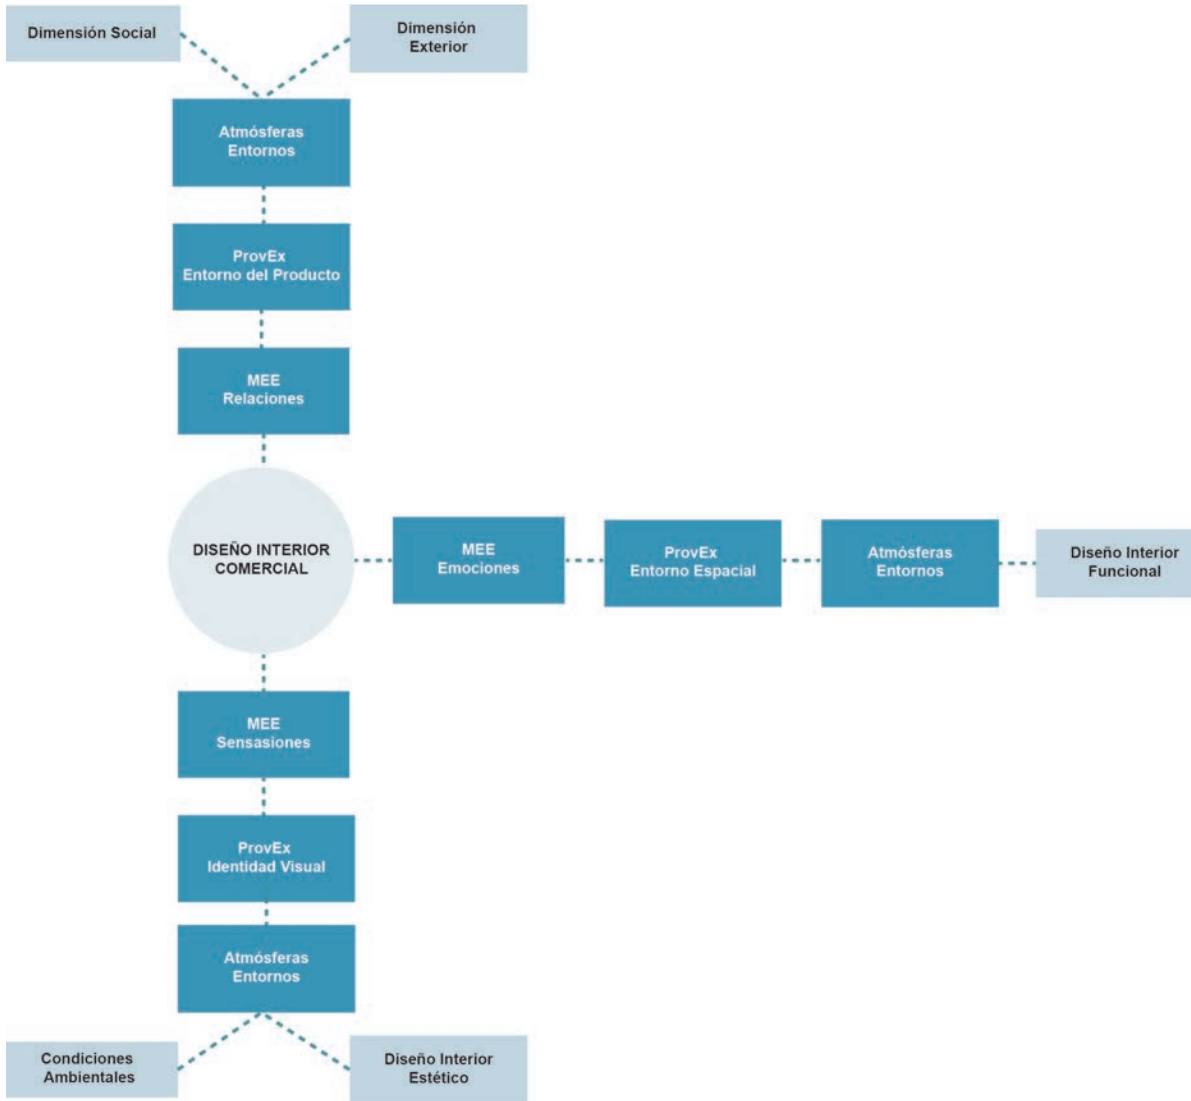 Dimensión Social
Dimensión
Exterior
Atmósferas
Entornos
ProvEx
Entorno del Producto
MEE
Relaciones
DISEÑO INTERIOR
COMERCIAL
MEE
Emociones
ProvEx
Entorno Espacial
Atmósferas
Entornos
Diseño Interior
Funcional
MEE
Sensasiones
ProvEx
Identidad Visual
Atmósferas
Entornos
Condiciones
Ambientales
Diseño Interior
Estético